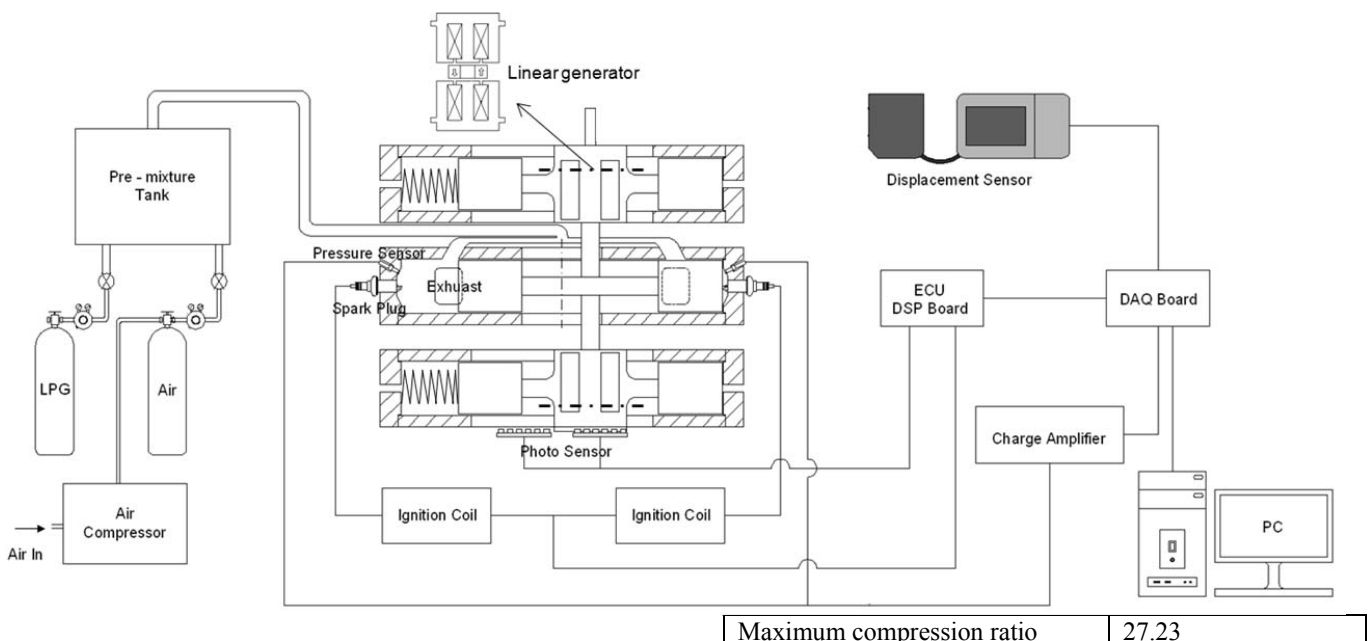 Linear generator
Pre - mixture
Tank
Displacement Sensor
Pressure Sensor
Exhuast
Spark Plug
ECU
DSP Board
DAQ Board
LPG
Air
Photo Sensor
Charge Amplifier
Air
Compressor
Ignition Coil
Ignition Coil
PC
Air In
Maximum compression ratio 27.23